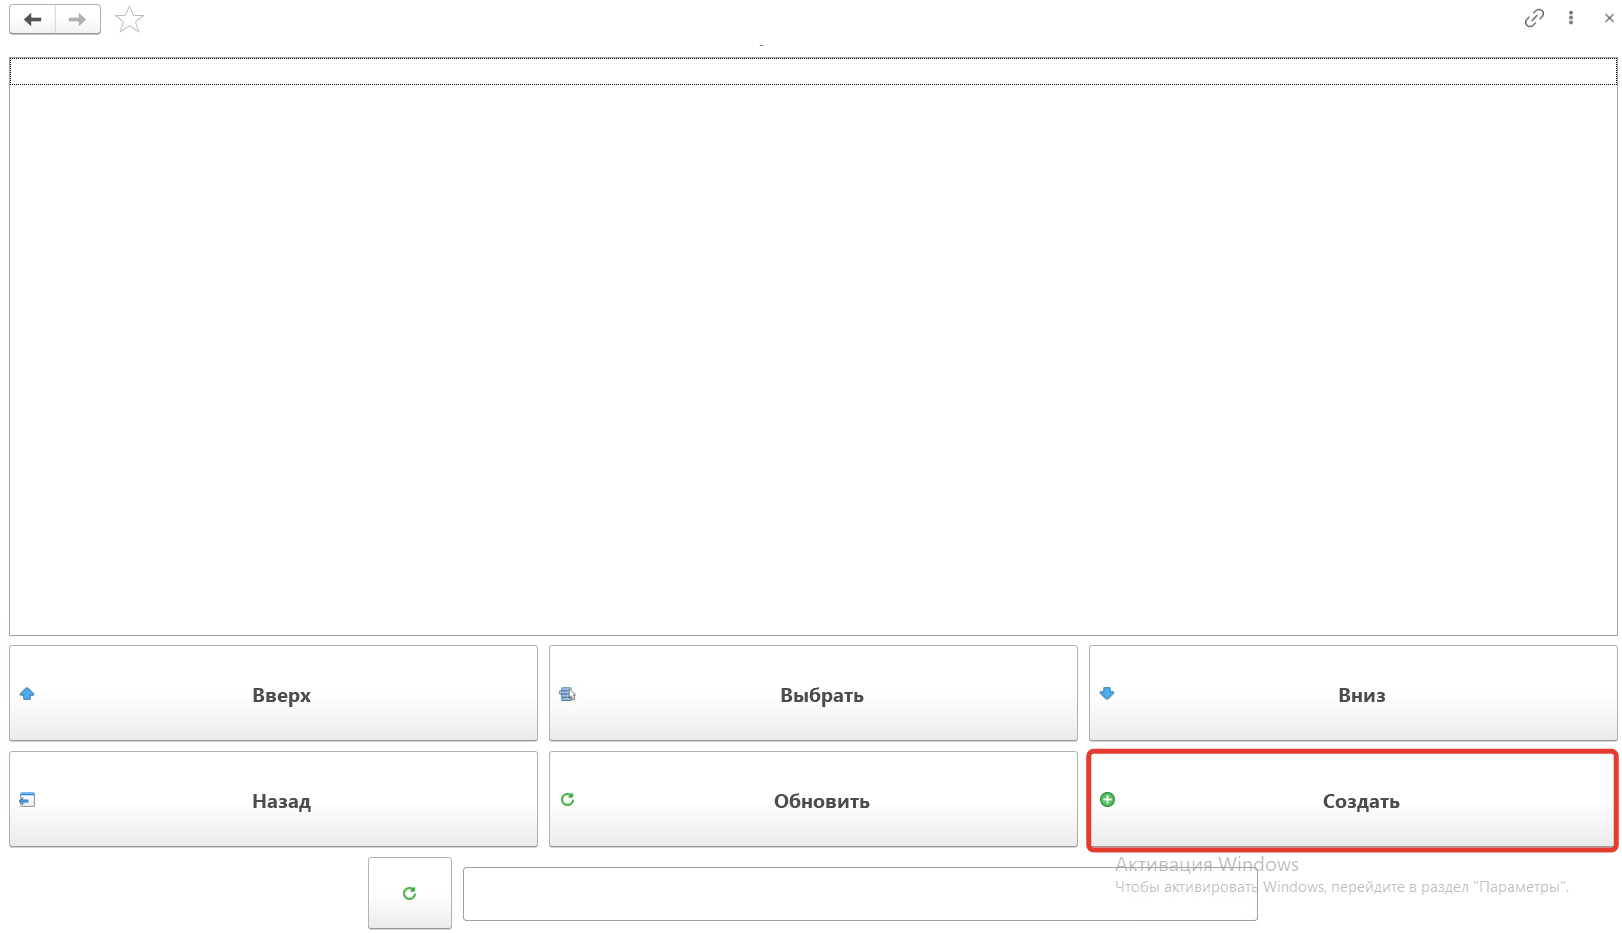 Вверх
Выбрать
Вниз
Назад
Обновить
Создать
Активация Windows
Чтобы активировать Windows, перейдите в раздел "Параметры".